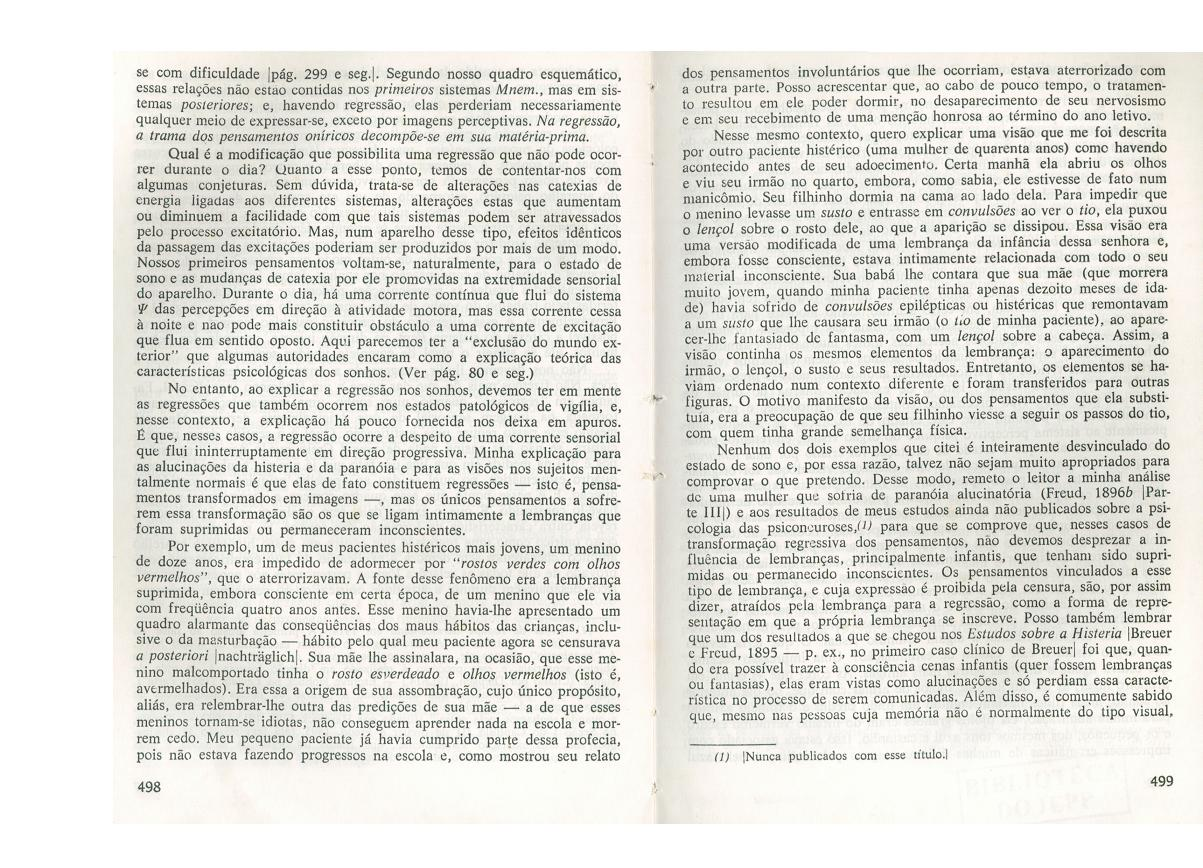 se com dificuldade |pág. 299 e seg.|. Segundo nosso quadro esquemático,
essas relações não estão contidas nos primeiros sistemas Mnem., mas em sis-
temas posteriores; e, havendo regressão, elas perderiam necessariamente
qualquer meio de expressar-se, exceto por imagens perceptivas. Na regressão,
a trama dos pensamentos oníricos decompõe-se em sua matéria-prima.
Qual é a modificação que possibilita uma regressão que não pode ocor-
rer durante o dia? Quanto a esse ponto, temos de contentar-nos com
algumas conjeturas. Sem dúvida, trata-se de alterações nas catexias de
energia ligadas aos diferentes sistemas, alterações estas que aumentam
ou diminuem a facilidade com que tais sistemas podem ser atravessados
pelo processo excitatório. Mas, num aparelho desse tipo, efeitos idênticos
da passagem das excitações poderiam ser produzidos por mais de um modo.
Nossos primeiros pensamentos voltam-se, naturalmente, para o estado de
sono e as mudanças de catexia por ele promovidas na extremidade sensorial
do aparelho. Durante o dia, há uma corrente contínua que flui do sistema
Ψ das percepções em direção à atividade motora, mas essa corrente cessa
à noite e nao pode mais constituir obstáculo a uma corrente de excitação
que flua em sentido oposto. Aqui parecemos ter a “exclusão do mundo ex-
terior” que algumas autoridades encaram como a explicação teórica das
características psicológicas dos sonhos. (Ver pág. 80 e seg.)
No entanto, ao explicar a regressão nos sonhos, devemos ter em mente
as regressões que também ocorrem nos estados patológicos de vigília, e,
nesse contexto, a explicação há pouco fornecida nos deixa em apuros.
É que, nesses casos, a regressão ocorre a despeito de uma corrente sensorial
que flui ininterruptamente em direção progressiva. Minha explicação para
as alucinações da histeria e da paranóia e para as visões nos sujeitos men-
talmente normais é que elas de fato constituem regressões — isto é, pensa-
mentos transformados em imagens —, mas os únicos pensamentos a sofre-
rem essa transformação são os que se ligam intimamente a lembranças que
foram suprimidas ou permaneceram inconscientes.
Por exemplo, um de meus pacientes histéricos mais jovens, um menino
de doze anos, era impedido de adormecer por “rostos verdes com olhos
vermelhos”, que o aterrorizavam. A fonte desse fenômeno era a lembrança
suprimida, embora consciente em certa época, de um menino que ele via
com freqüência quatro anos antes. Esse menino havia-lhe apresentado um
quadro alarmante das conseqüências dos maus hábitos das crianças, inclu-
sive o da masturbação — hábito pelo qual meu paciente agora se censurava
a posteriori |nachträglich|. Sua mãe lhe assinalara, na ocasião, que esse me-
nino malcomportado tinha o rosto esverdeado e olhos vermelhos (isto é,
avermelhados). Era essa a origem de sua assombração, cujo único propósito,
aliás, era relembrar-lhe outra das predições de sua mãe — a de que esses
meninos tornam-se idiotas, não conseguem aprender nada na escola e mor-
rem cedo. Meu pequeno paciente já havia cumprido parte dessa profecia,
pois não estava fazendo progressos na escola e, como mostrou seu relato
498
dos pensamentos involuntários que lhe ocorriam, estava aterrorizado com
a outra parte. Posso acrescentar que, ao cabo de pouco tempo, o tratamen-
to resultou em ele poder dormir, no desaparecimento de seu nervosismo
e em seu recebimento de uma menção honrosa ao término do ano letivo.
Nesse mesmo contexto, quero explicar uma visão que me foi descrita
por outro paciente histérico (uma mulher de quarenta anos) como havendo
acontecido antes de seu adoecimento. Certa manhã ela abriu os olhos
e viu seu irmão no quarto, embora, como sabia, ele estivesse de fato num
manicômio. Seu filhinho dormia na cama ao lado dela. Para impedir que
o menino levasse um susto e entrasse em convulsões ao ver o tio, ela puxou
o lençol sobre o rosto dele, ao que a aparição se dissipou. Essa visão era
uma versão modificada de uma lembrança da infância dessa senhora e,
embora fosse consciente, estava intimamente relacionada com todo o seu
material inconsciente. Sua babá lhe contara que sua mãe (que morrera
muito jovem, quando minha paciente tinha apenas dezoito meses de ida-
de) havia sofrido de convulsões epilépticas ou histéricas que remontavam
a um susto que lhe causara seu irmão (o tio de minha paciente), ao apare-
cer-lhe fantasiado de fantasma, com um lençol sobre a cabeça. Assim, a
visão continha os mesmos elementos da lembrança: o aparecimento do
irmão, o lençol, o susto e seus resultados. Entretanto, os elementos se ha-
viam ordenado num contexto diferente e foram transferidos para outras
figuras. O motivo manifesto da visão, ou dos pensamentos que ela substi-
tuía, era a preocupação de que seu filhinho viesse a seguir os passos do tio,
com quem tinha grande semelhança física.
Nenhum dos dois exemplos que citei é inteiramente desvinculado do
estado de sono e, por essa razão, talvez não sejam muito apropriados para
comprovar o que pretendo. Desse modo, remeto o leitor a minha análise
de uma mulher que sofria de paranóia alucinatória (Freud, 1896b |Par-
te III|) e aos resultados de meus estudos ainda não publicados sobre a psi-
cologia das psiconeuroses,(1) para que se comprove que, nesses casos de
transformação regressiva dos pensamentos, não devemos desprezar a in-
fluência de lembranças, principalmente infantis, que tenham sido supri-
midas ou permanecido inconscientes. Os pensamentos vinculados a esse
tipo de lembrança, e cuja expressão é proibida pela censura, são, por assim
dizer, atraídos pela lembrança para a regressão, como a forma de repre-
sentação em que a própria lembrança se inscreve. Posso também lembrar
que um dos resultados a que se chegou nos Estudos sobre a Histeria |Breuer
e Freud, 1895 — p. ex., no primeiro caso clínico de Breuer| foi que, quan-
do era possível trazer à consciência cenas infantis (quer fossem lembranças
ou fantasias), elas eram vistas como alucinações e só perdiam essa caracte-
rística no processo de serem comunicadas. Além disso, é comumente sabido
que, mesmo nas pessoas cuja memória não é normalmente do tipo visual,
(1) |Nunca publicados com esse título.|
499